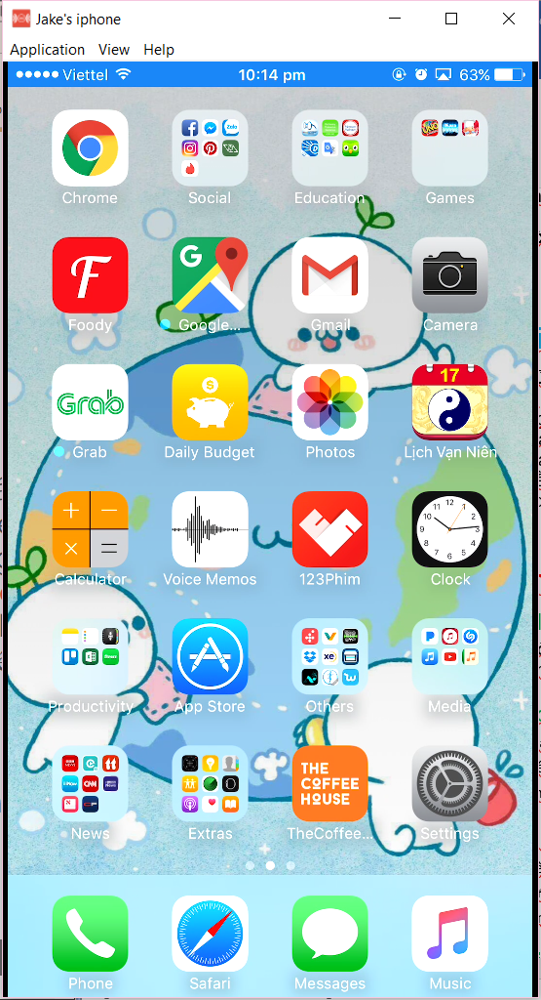 Jake's iphone
Application View Help
Viettel 10:14 pm 63%
Chrome Social Education Games
Foody Google... Gmail Camera
17
Grab
Grab Daily Budget Photos Lịch Vạn Niên
Calculator Voice Memos 123Phim Clock
Productivity App Store Others Media
THE
COFFEE
HOUSE
News Extras TheCoffee... Settings
Phone Safari Messages Music